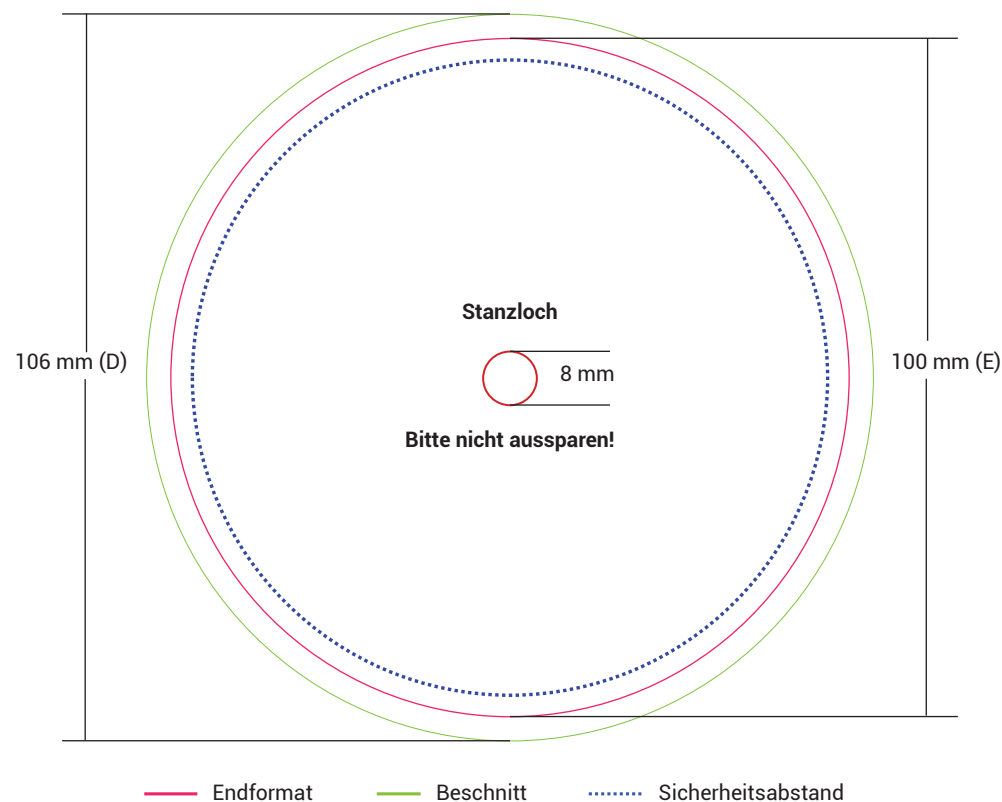 Stanzloch
106 mm (D)
8 mm
100 mm (E)
Bitte nicht aussparen!
Endformat
Beschnitt
Sicherheitsabstand